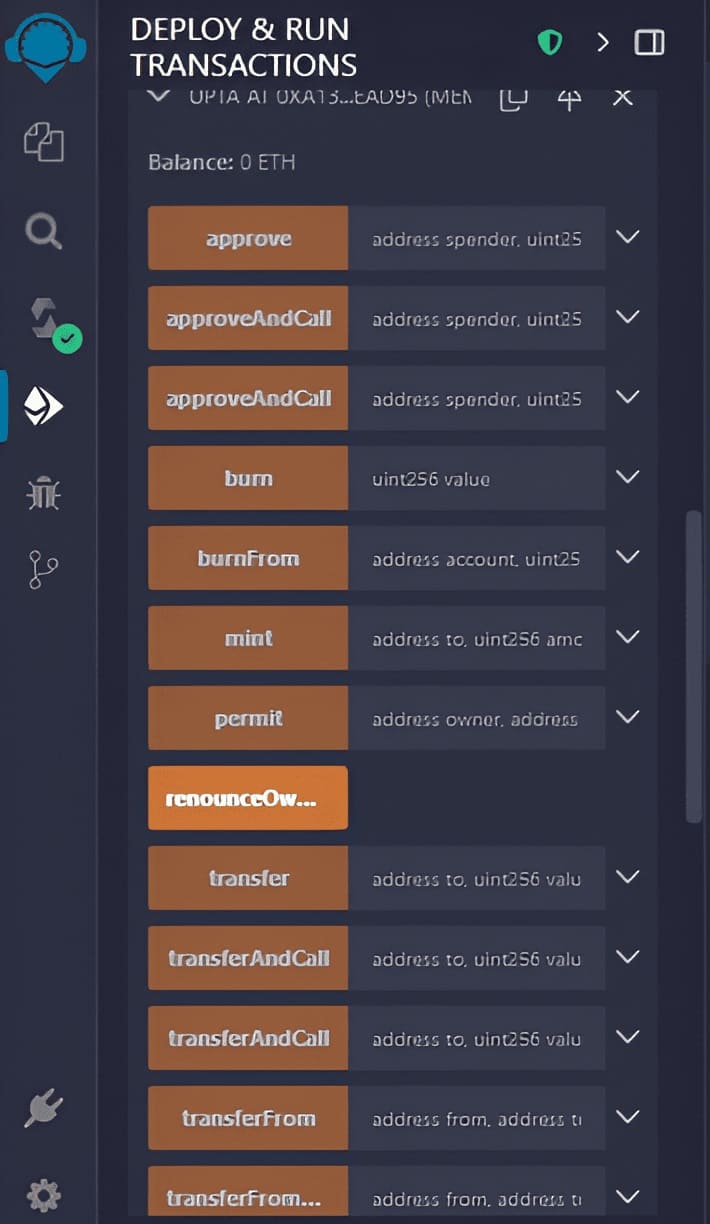 DEPLOY & RUN
TRANSACTIONS
UPTA AT 0XA13...EAD95 (MEM
Balance: 0 ETH
approve address spender, uint25
approveAndCall address spender, uint25
approveAndCall address spender, uint25
burn uint256 value
burnFrom address account, uint25
mint address to, uint256 amc
permit address owner, address
renounceOw...
transfer address to, uint256 valu
transferAndCall address to, uint256 valu
transferAndCall address to, uint256 valu
transferFrom address from, address t
transferFrom... address from, address t